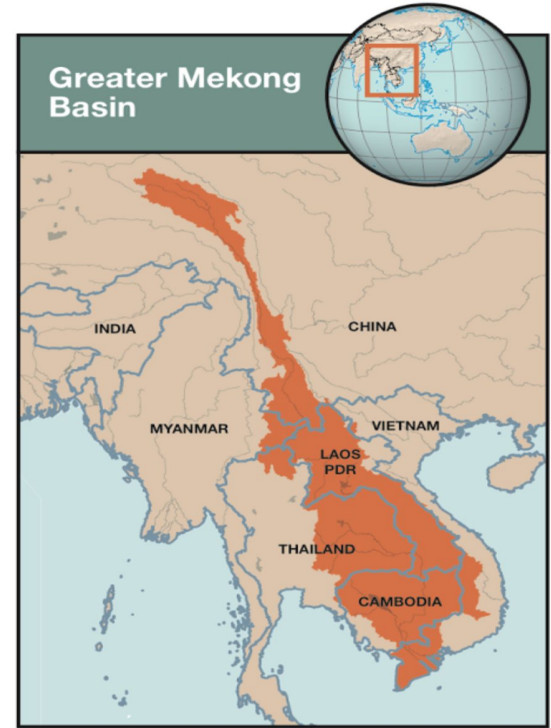 Greater Mekong
Basin
CHINA
INDIA
VIETNAM
MYANMAR
LAOS
PDR
THAILAND
CAMBODIA